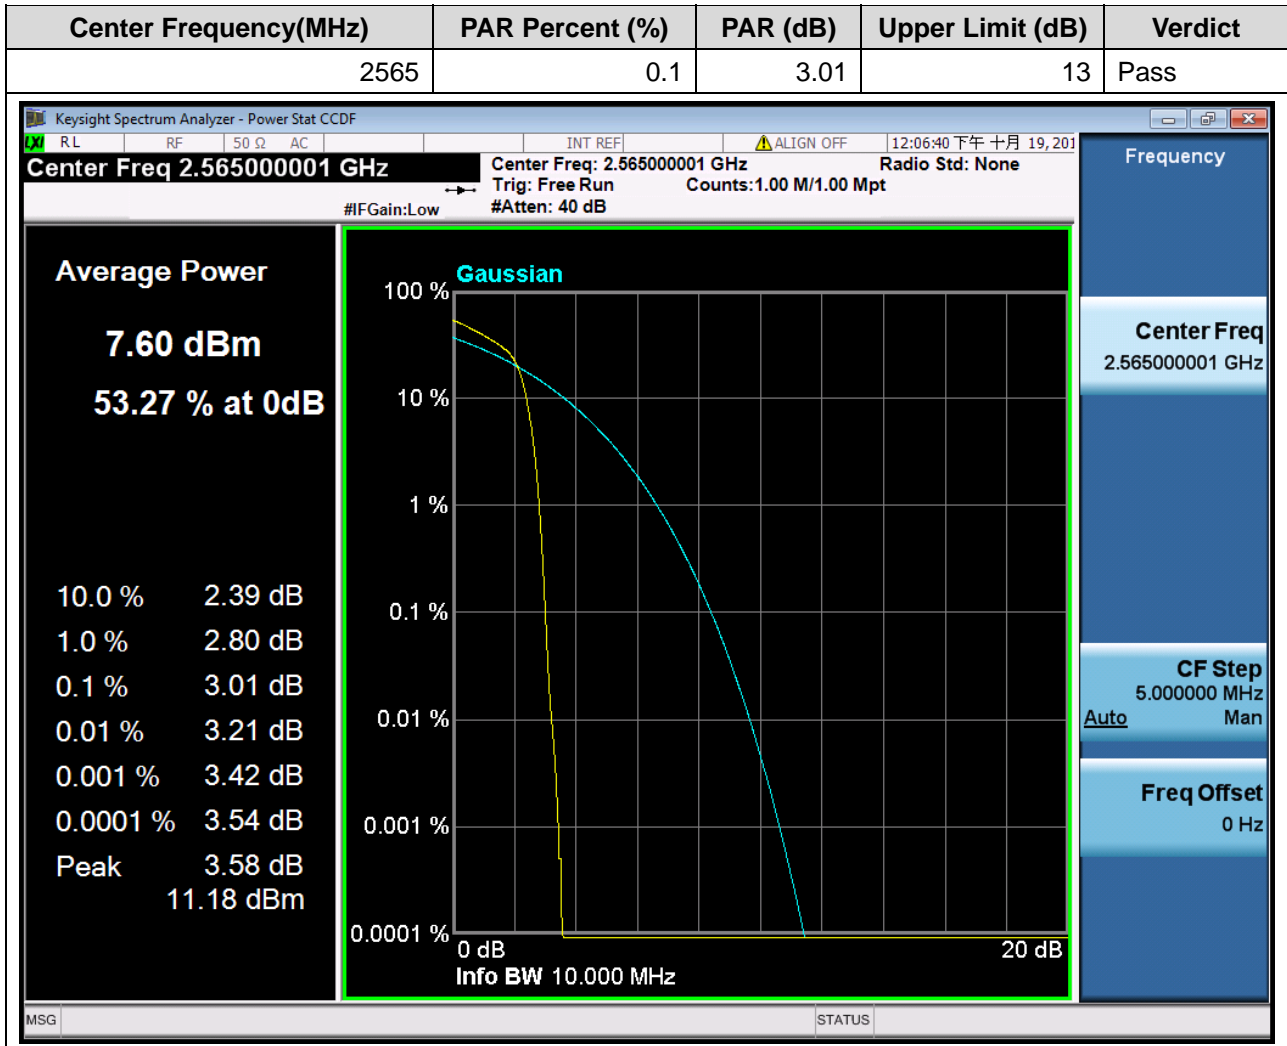 Center Frequency(MHz) PAR Percent (%) PAR (dB) Upper Limit (dB) Verdict
2565 0.1 3.01 13 Pass
Keysight Spectrum Analyzer - Power Stat CCDF
LXI RL RF 50 Ω AC INT REF ALIGN OFF 12:06:40 下午 十月 19, 201
Center Freq 2.565000001 GHz
Center Freq: 2.565000001 GHz Radio Std: None
Trig: Free Run Counts:1.00 M/1.00 Mpt
#IFGain:Low #Atten: 40 dB
Frequency
Average Power
7.60 dBm
53.27 % at 0dB
10.0 % 2.39 dB
1.0 % 2.80 dB
0.1 % 3.01 dB
0.01 % 3.21 dB
0.001 % 3.42 dB
0.0001 % 3.54 dB
Peak 3.58 dB
11.18 dBm
Gaussian
100 %
10 %
1 %
0.1 %
0.01 %
0.001 %
0.0001 %
0 dB 20 dB
Info BW 10.000 MHz
Center Freq
2.565000001 GHz
CF Step
5.000000 MHz
Auto Man
Freq Offset
0 Hz
MSG STATUS